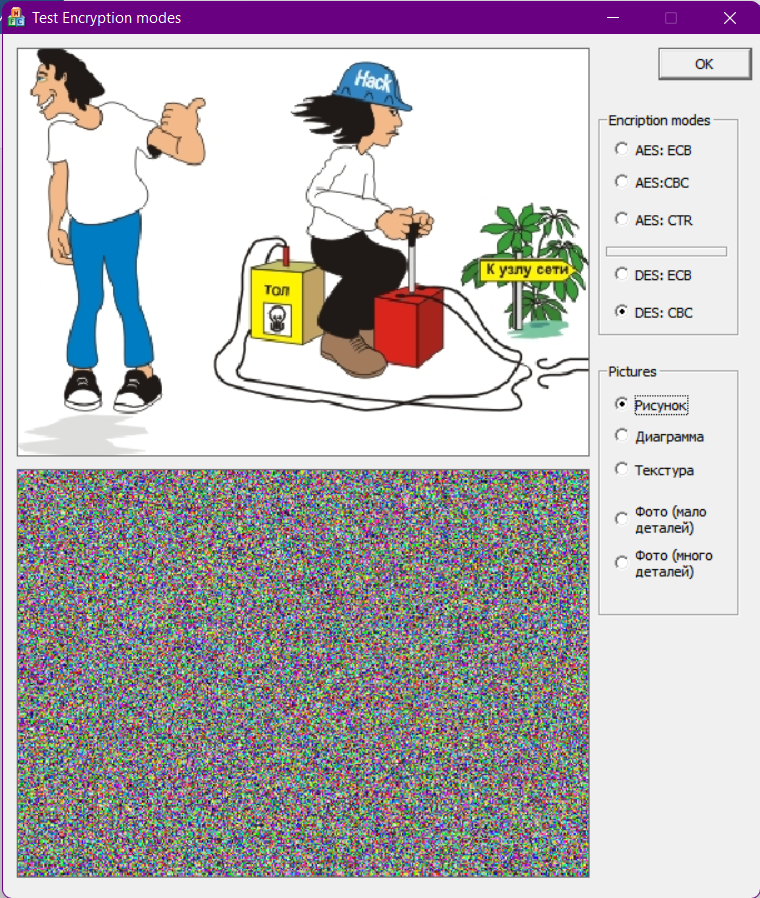 Test Encryption modes
OK
Hack
ТОЛ
К узлу сети
Encription modes
AES: ECB
AES:CBC
AES: CTR
DES: ECB
DES: CBC
Pictures
Рисунок
Диаграмма
Текстура
Фото (мало
деталей)
Фото (много
деталей)